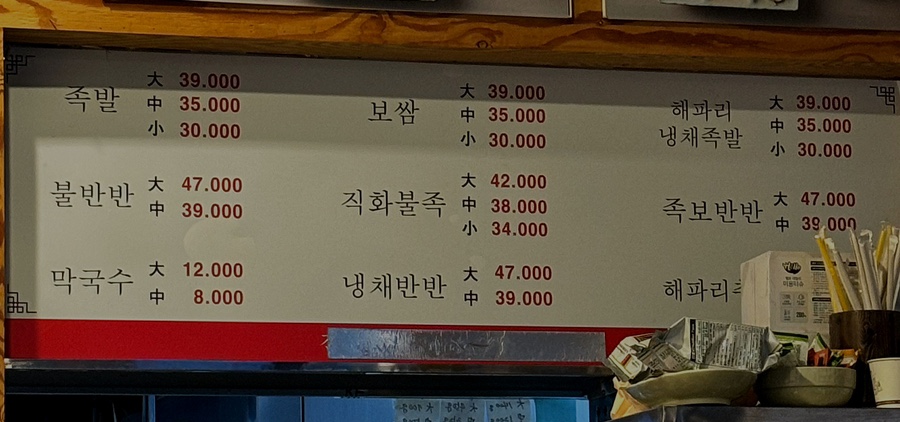 족발 大 39.000
中 35.000
小 30.000
보쌈 大 39.000
中 35.000
小 30.000
해파리
냉채족발
大 39.000
中 35.000
小 30.000
불반반 大 47.000
中 39.000
직화불족 大 42.000
中 38.000
小 34.000
족보반반 大 47.000
中 39.000
막국수 大 12.000
中 8.000
냉채반반 大 47.000
中 39.000
해파리